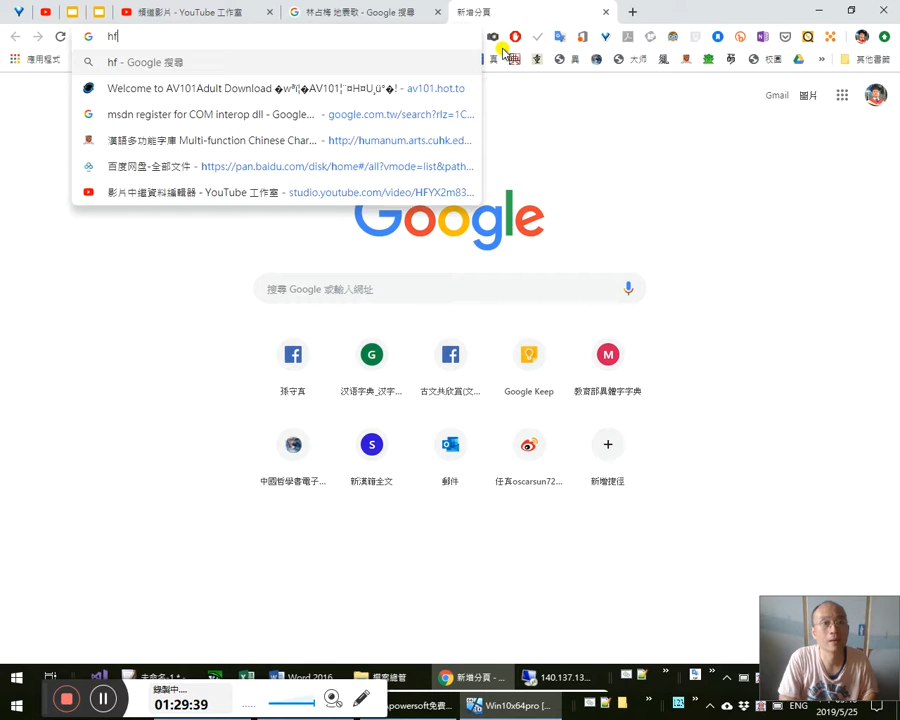 頻道影片 - YouTube 工作室
林占梅 地震歌 - Google 搜尋
新增分頁
hf
應用程式
真
異
大师
校園
»
其他書籤
hf - Google 搜尋
- av101.hot.to
msdn register for COM interop dll - Google... - google.com.tw/search?rlz=1C...
漢語多功能字庫 Multi-function Chinese Char... - http://humanum.arts.cuhk.ed...
百度网盘-全部文件 - https://pan.baidu.com/disk/home#/all?vmode=list&path...
影片中繼資料編輯器 - YouTube 工作室 - studio.youtube.com/video/HFYX2m83...
Gmail 圖片
Google
搜尋 Google 或輸入網址
孫守真
汉语字典_汉字...
古文共欣賞(文...
Google Keep
教育部異體字字典
中國哲學書電子...
新漢籍全文
郵件
任真oscarsun72...
新增捷徑
未命名-1.*-
Word 2016
檔案總管
新增分頁 - ...
140.137.13...
錄製中...
01:29:39
Win10x64pro [...
ENG
2019/5/25